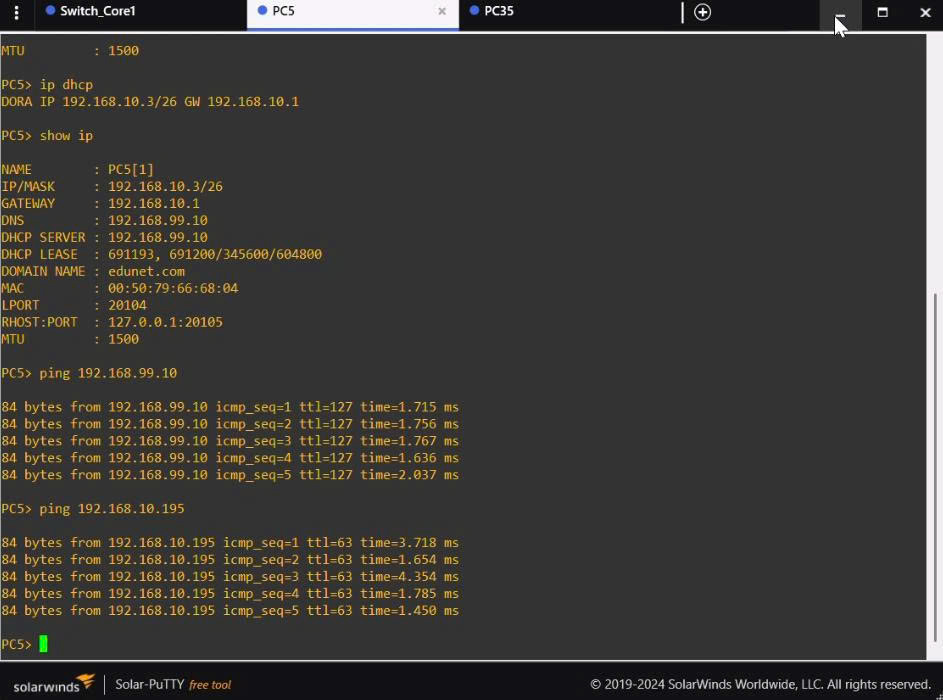 Switch_Core1
PC5
PC35
MTU : 1500
PC5> ip dhcp
DORA IP 192.168.10.3/26 GW 192.168.10.1
PC5> show ip
NAME : PC5[1]
IP/MASK : 192.168.10.3/26
GATEWAY : 192.168.10.1
DNS : 192.168.99.10
DHCP SERVER : 192.168.99.10
DHCP LEASE : 691193, 691200/345600/604800
DOMAIN NAME : edunet.com
MAC : 00:50:79:66:68:04
LPORT : 20104
RHOST:PORT : 127.0.0.1:20105
MTU : 1500
PC5> ping 192.168.99.10
84 bytes from 192.168.99.10 icmp_seq=1 ttl=127 time=1.715 ms
84 bytes from 192.168.99.10 icmp_seq=2 ttl=127 time=1.756 ms
84 bytes from 192.168.99.10 icmp_seq=3 ttl=127 time=1.767 ms
84 bytes from 192.168.99.10 icmp_seq=4 ttl=127 time=1.636 ms
84 bytes from 192.168.99.10 icmp_seq=5 ttl=127 time=2.037 ms
PC5> ping 192.168.10.195
84 bytes from 192.168.10.195 icmp_seq=1 ttl=63 time=3.718 ms
84 bytes from 192.168.10.195 icmp_seq=2 ttl=63 time=1.654 ms
84 bytes from 192.168.10.195 icmp_seq=3 ttl=63 time=4.354 ms
84 bytes from 192.168.10.195 icmp_seq=4 ttl=63 time=1.785 ms
84 bytes from 192.168.10.195 icmp_seq=5 ttl=63 time=1.450 ms
PC5>
solarwinds
Solar-PuTTY free tool
© 2019-2024 SolarWinds Worldwide, LLC. All rights reserved.